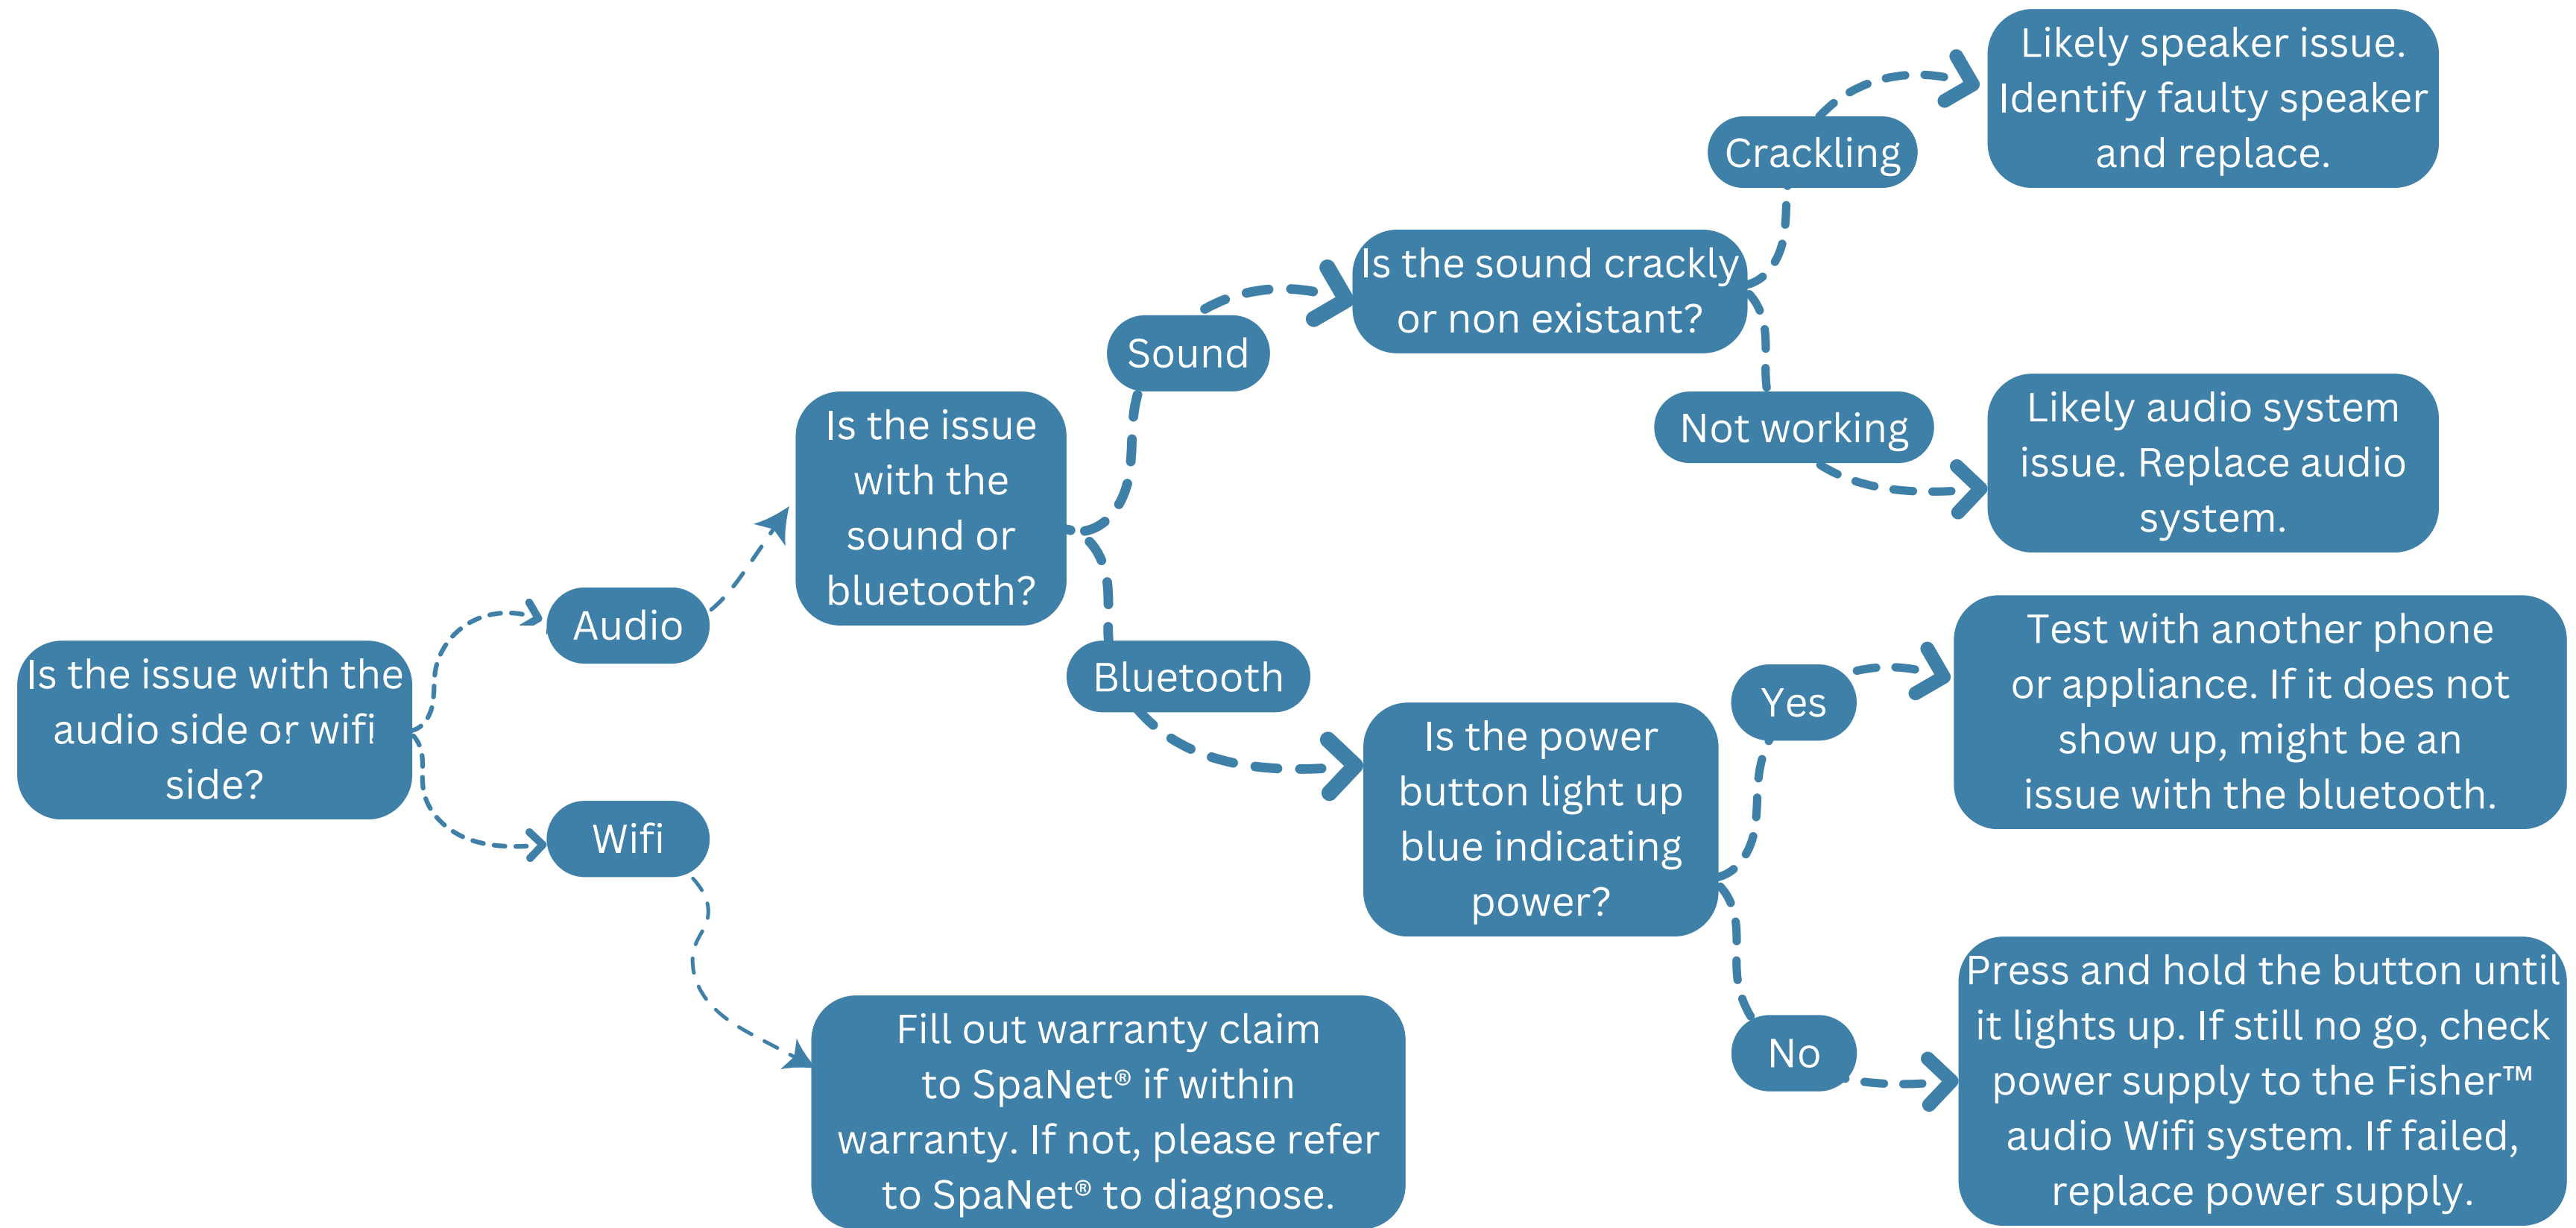 Is the issue with the
audio side or wifi
side?
Audio
Wifi
Is the issue
with the
sound or
bluetooth?
Fill out warranty claim
to SpaNet® if within
warranty. If not, please refer
to SpaNet® to diagnose.
Sound
Bluetooth
Is the sound crackly
or non existant?
Crackling
Not working
Likely speaker issue.
Identify faulty speaker
and replace.
Likely audio system
issue. Replace audio
system.
Is the power
button light up
blue indicating
power?
Yes
No
Test with another phone
or appliance. If it does not
show up, might be an
issue with the bluetooth.
Press and hold the button until
it lights up. If still no go, check
power supply to the Fisher™
audio Wifi system. If failed,
replace power supply.